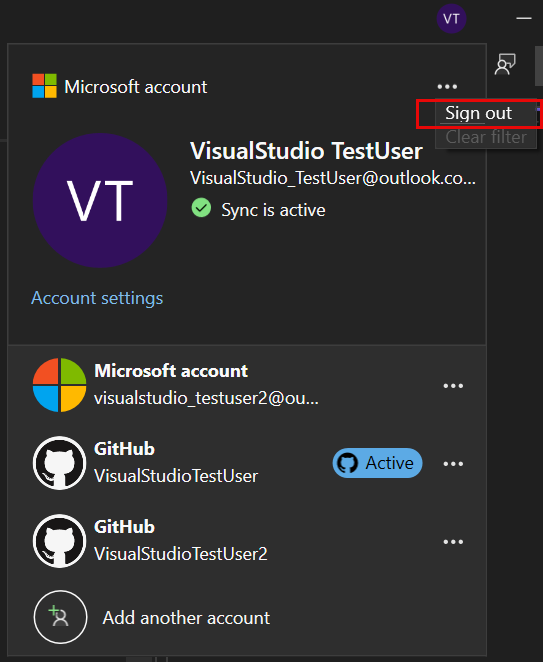 VT
Microsoft account
Sign out
Clear filter
VT
VisualStudio TestUser
VisualStudio_TestUser@outlook.co...
Sync is active
Account settings
Microsoft account
visualstudio_testuser2@ou...
GitHub
VisualStudioTestUser
Active
GitHub
VisualStudioTestUser2
Add another account